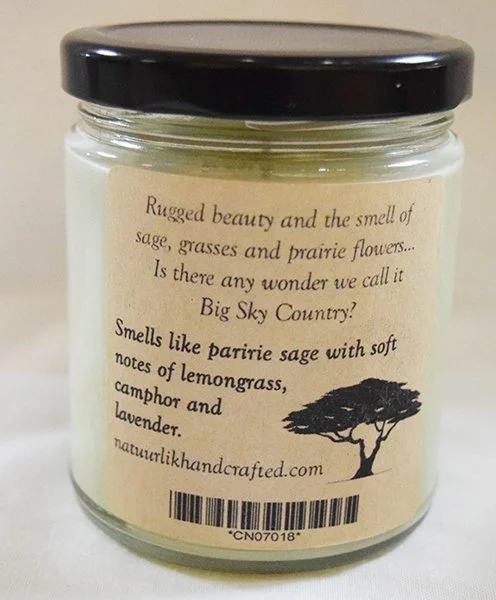 Rugged beauty and the smell of
sage, grasses and prairie flowers...
Is there any wonder we call it
Big Sky Country?
Smells like paririe sage with soft
notes of lemongrass,
camphor and
lavender.
natuurlikhandcrafted.com
*CN07018*